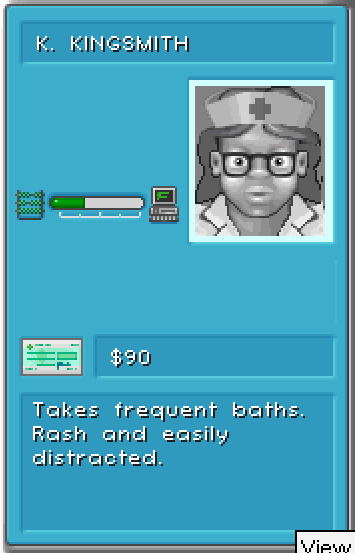 K. KINGSMITH
$90
Takes frequent baths.
Rash and easily
distracted.
View